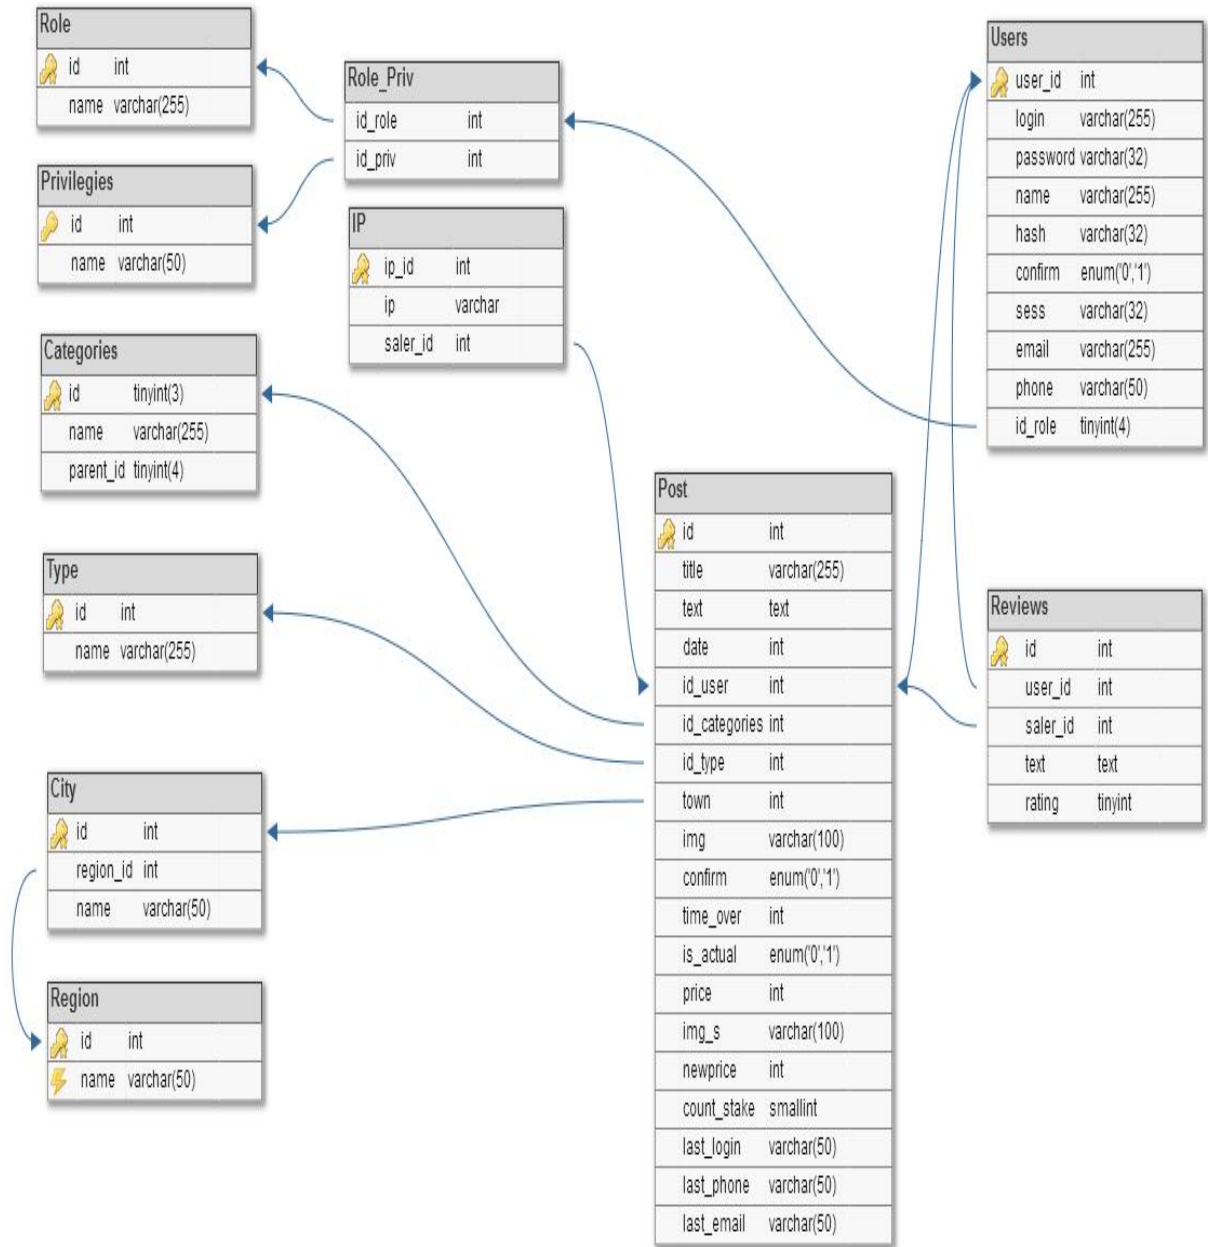 Role
id int
name varchar(255)
Privilegies
id int
name varchar(50)
Role_Priv
id_role int
id_priv int
IP
ip_id int
ip varchar
saler_id int
Categories
id tinyint(3)
name varchar(255)
parent_id tinyint(4)
Type
id int
name varchar(255)
City
id int
region_id int
name varchar(50)
Region
id int
name varchar(50)
Post
id int
title varchar(255)
text text
date int
id_user int
id_categories int
id_type int
town int
img varchar(100)
confirm enum('0','1')
time_over int
is_actual enum('0','1')
price int
img_s varchar(100)
newprice int
count_stake smallint
last_login varchar(50)
last_phone varchar(50)
last_email varchar(50)
Users
user_id int
login varchar(255)
password varchar(32)
name varchar(255)
hash varchar(32)
confirm enum('0','1')
sess varchar(32)
email varchar(255)
phone varchar(50)
id_role tinyint(4)
Reviews
id int
user_id int
saler_id int
text text
rating tinyint